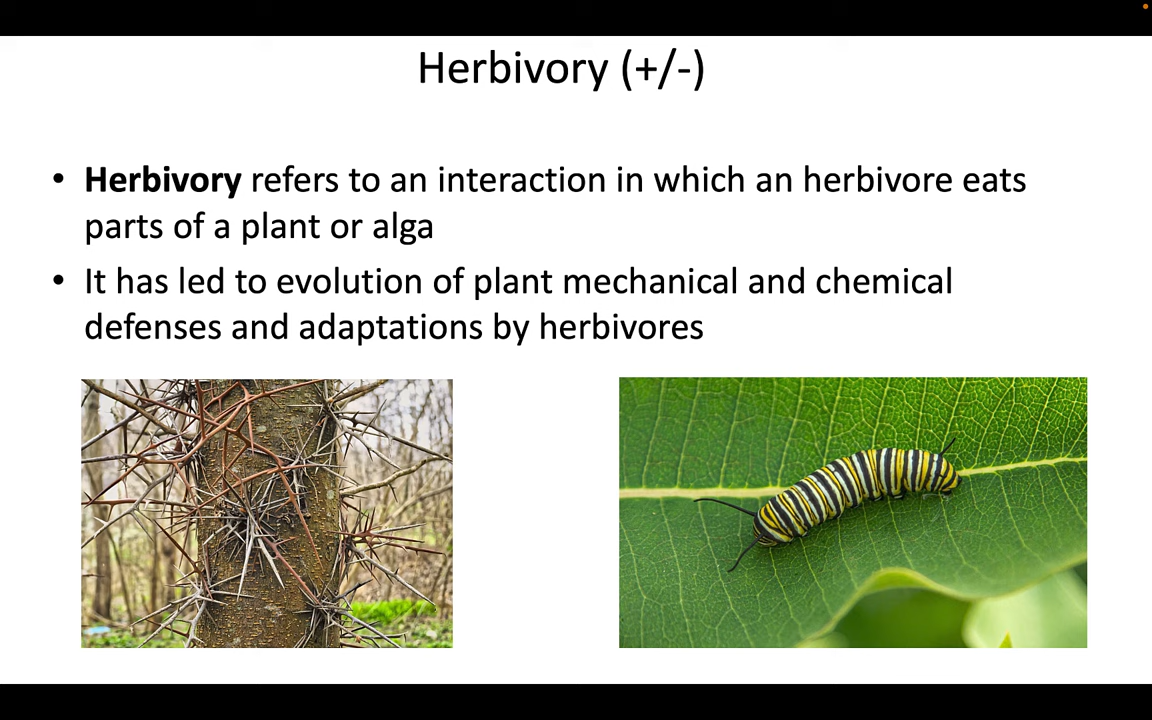 Herbivory (+/-)
• Herbivory refers to an interaction in which an herbivore eats
parts of a plant or alga
• It has led to evolution of plant mechanical and chemical
defenses and adaptations by herbivores